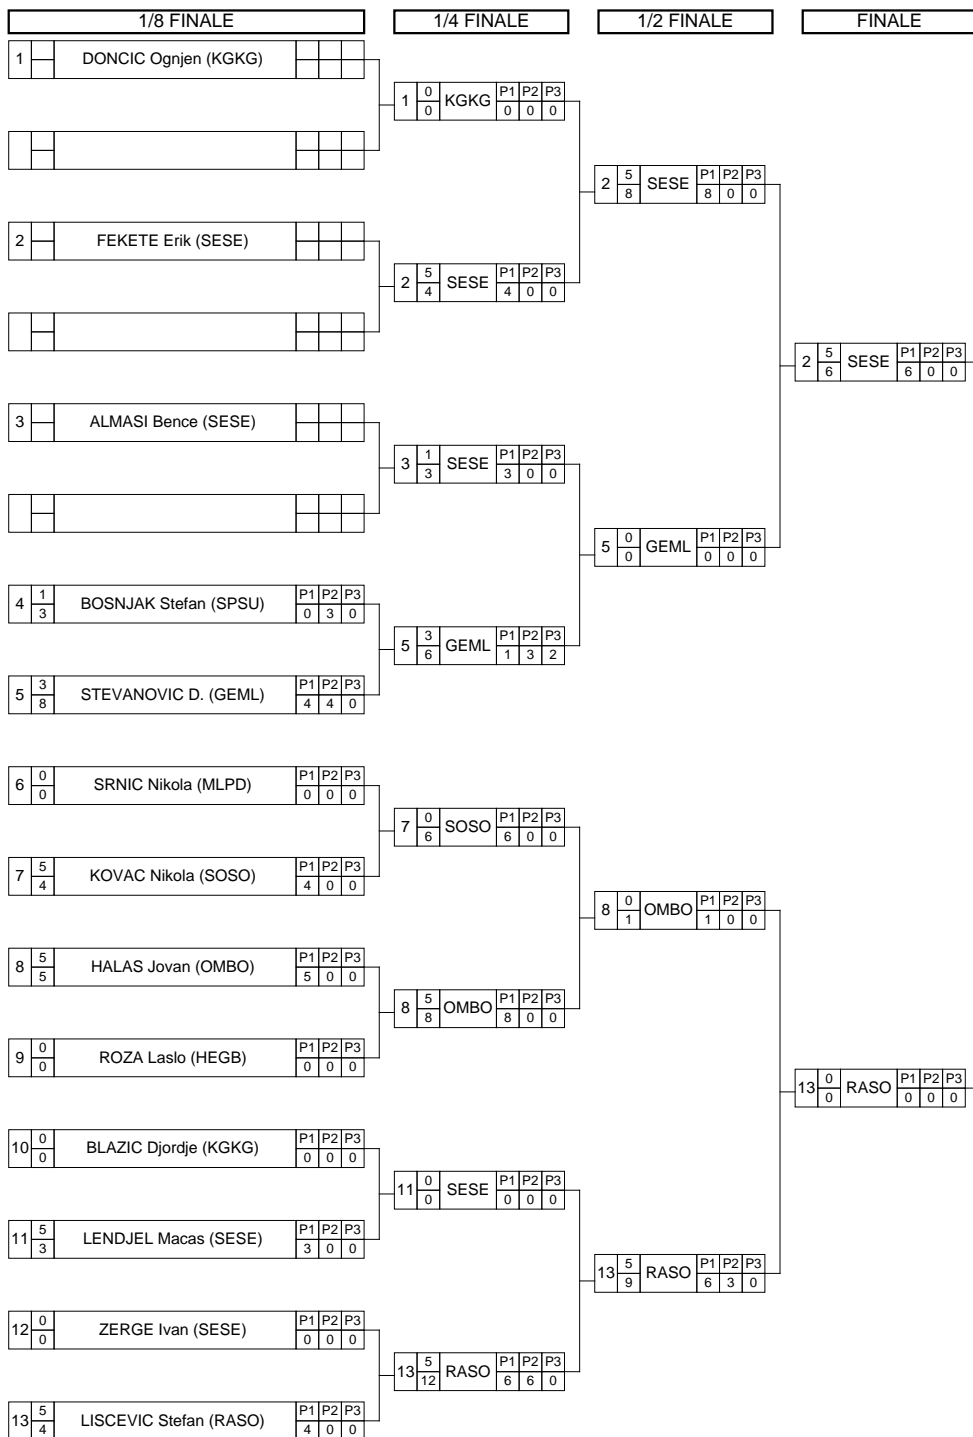 1/8 FINALE 1/4 FINALE 1/2 FINALE FINALE
1 DONCIC Ognjen (KGKG)
1 0 0 KGKG P1 P2 P3 0 0 0
2 5 8 SESE P1 P2 P3 8 0 0
2 FEKETE Erik (SESE)
2 5 4 SESE P1 P2 P3 4 0 0
2 5 6 SESE P1 P2 P3 6 0 0
3 ALMASI Bence (SESE)
3 1 3 SESE P1 P2 P3 3 0 0
5 0 0 GEML P1 P2 P3 0 0 0
4 1 3 BOSNJAK Stefan (SPSU) P1 P2 P3 0 3 0
5 3 6 GEML P1 P2 P3 1 3 2
5 3 8 STEVANOVIC D. (GEML) P1 P2 P3 4 4 0
6 0 0 SRNIC Nikola (MLPD) P1 P2 P3 0 0 0
7 0 6 SOSO P1 P2 P3 6 0 0
7 5 4 KOVAC Nikola (SOSO) P1 P2 P3 4 0 0
8 0 1 OMBO P1 P2 P3 1 0 0
8 5 5 HALAS Jovan (OMBO) P1 P2 P3 5 0 0
8 5 8 OMBO P1 P2 P3 8 0 0
9 0 0 ROZA Laslo (HEGB) P1 P2 P3 0 0 0
13 0 0 RASO P1 P2 P3 0 0 0
10 0 0 BLAZIC Djordje (KGKG) P1 P2 P3 0 0 0
11 0 0 SESE P1 P2 P3 0 0 0
11 5 3 LENDJEL Macas (SESE) P1 P2 P3 3 0 0
13 5 9 RASO P1 P2 P3 6 3 0
12 0 0 ZERGE Ivan (SESE) P1 P2 P3 0 0 0
13 5 12 RASO P1 P2 P3 6 6 0
13 5 4 LISCEVIC Stefan (RASO) P1 P2 P3 4 0 0